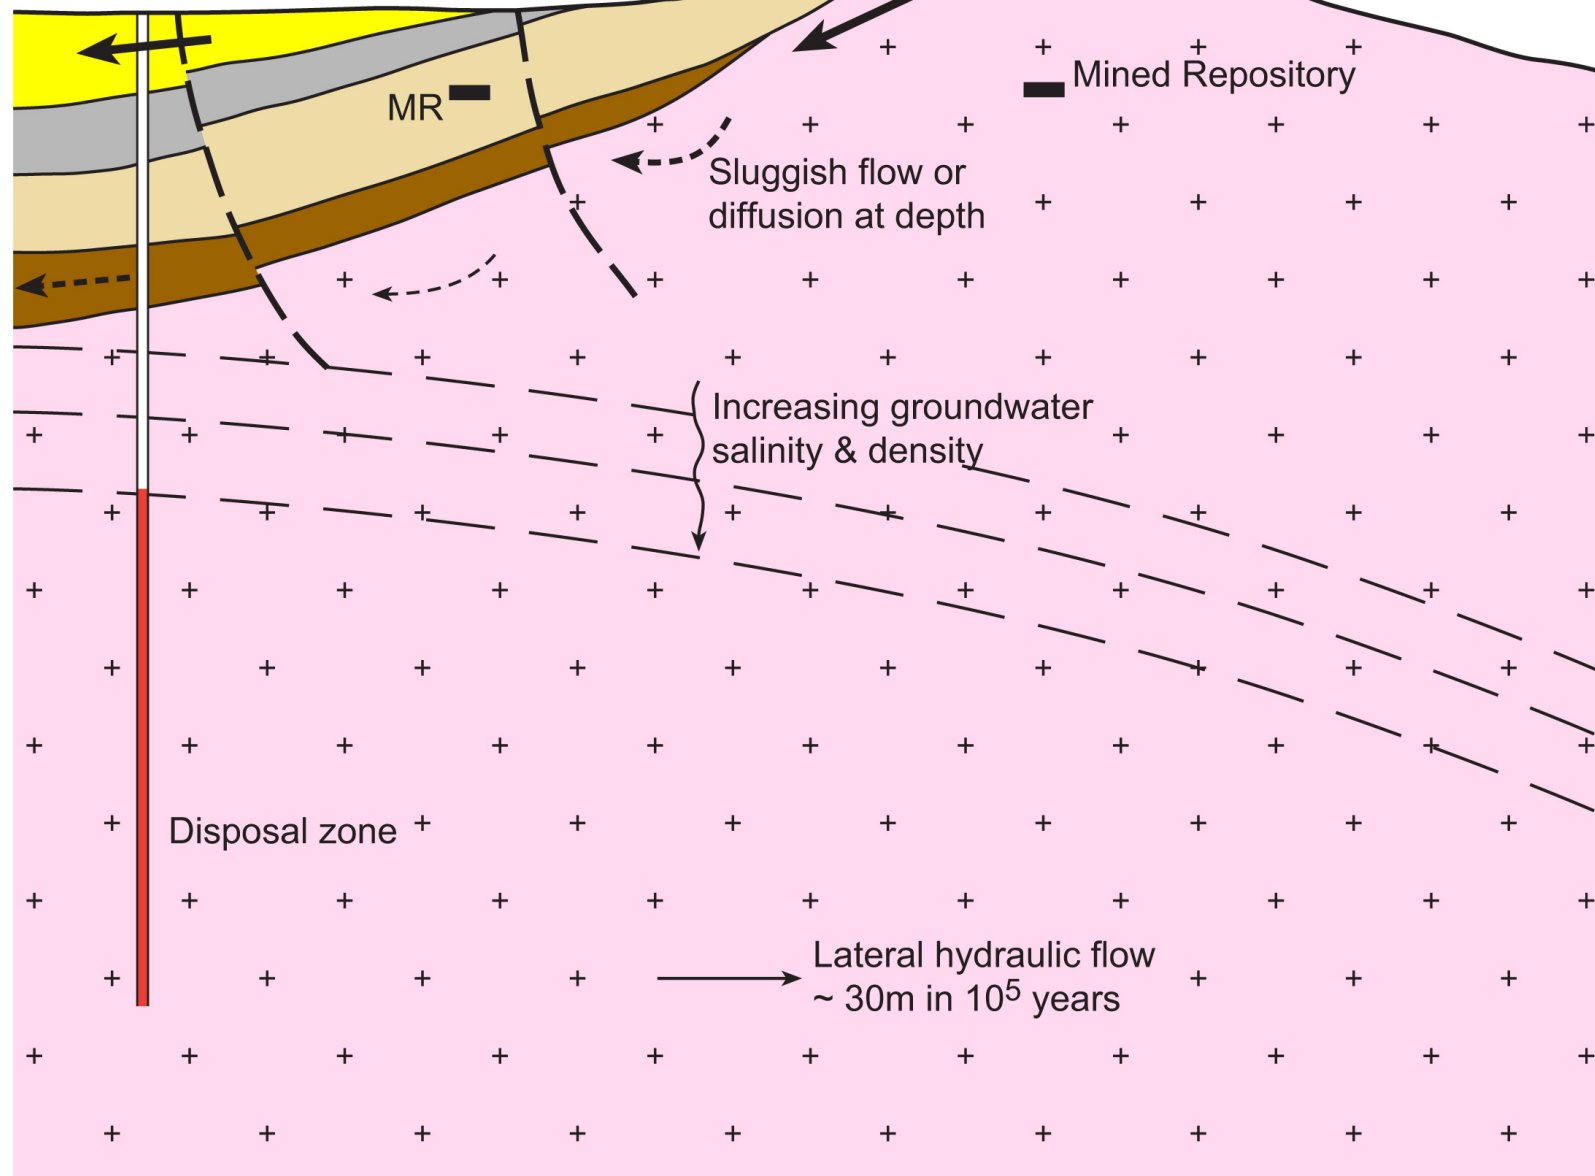 Mined Repository
MR
Sluggish flow or
diffusion at depth
Increasing groundwater
salinity & density
Disposal zone
Lateral hydraulic flow
~ 30m in 10⁵ years